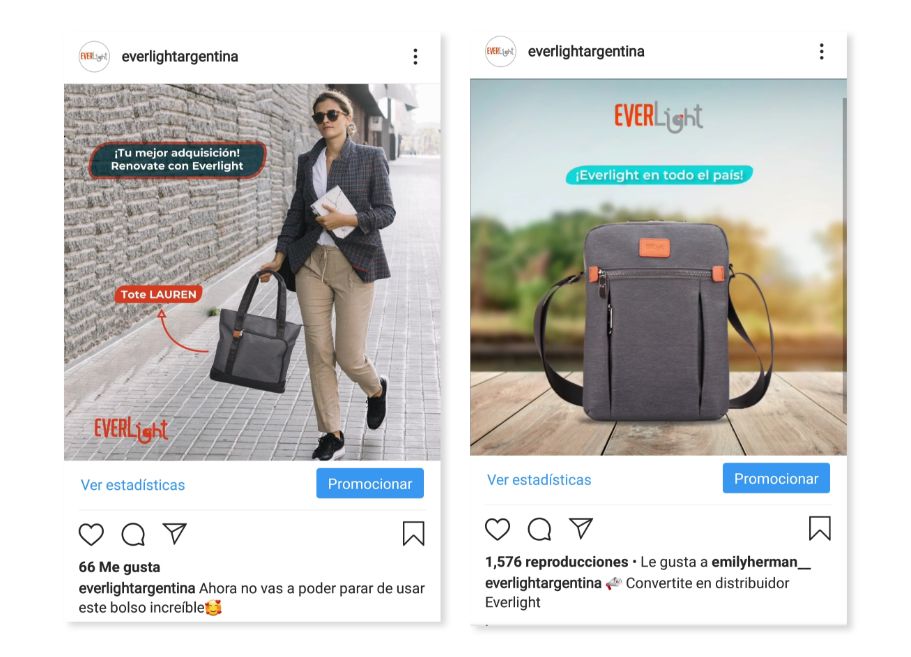 EVERLight
everlightargentina
¡Tu mejor adquisición!
Renovate con Everlight
Tote LAUREN
EVERLight
Ver estadísticas
Promocionar
66 Me gusta
everlightargentina Ahora no vas a poder parar de usar
este bolso increíble🥰
EVERLight
everlightargentina
EVERLight
¡Everlight en todo el país!
Ver estadísticas
Promocionar
1,576 reproducciones • Le gusta a emilyherman__
everlightargentina 📢 Convertite en distribuidor
Everlight